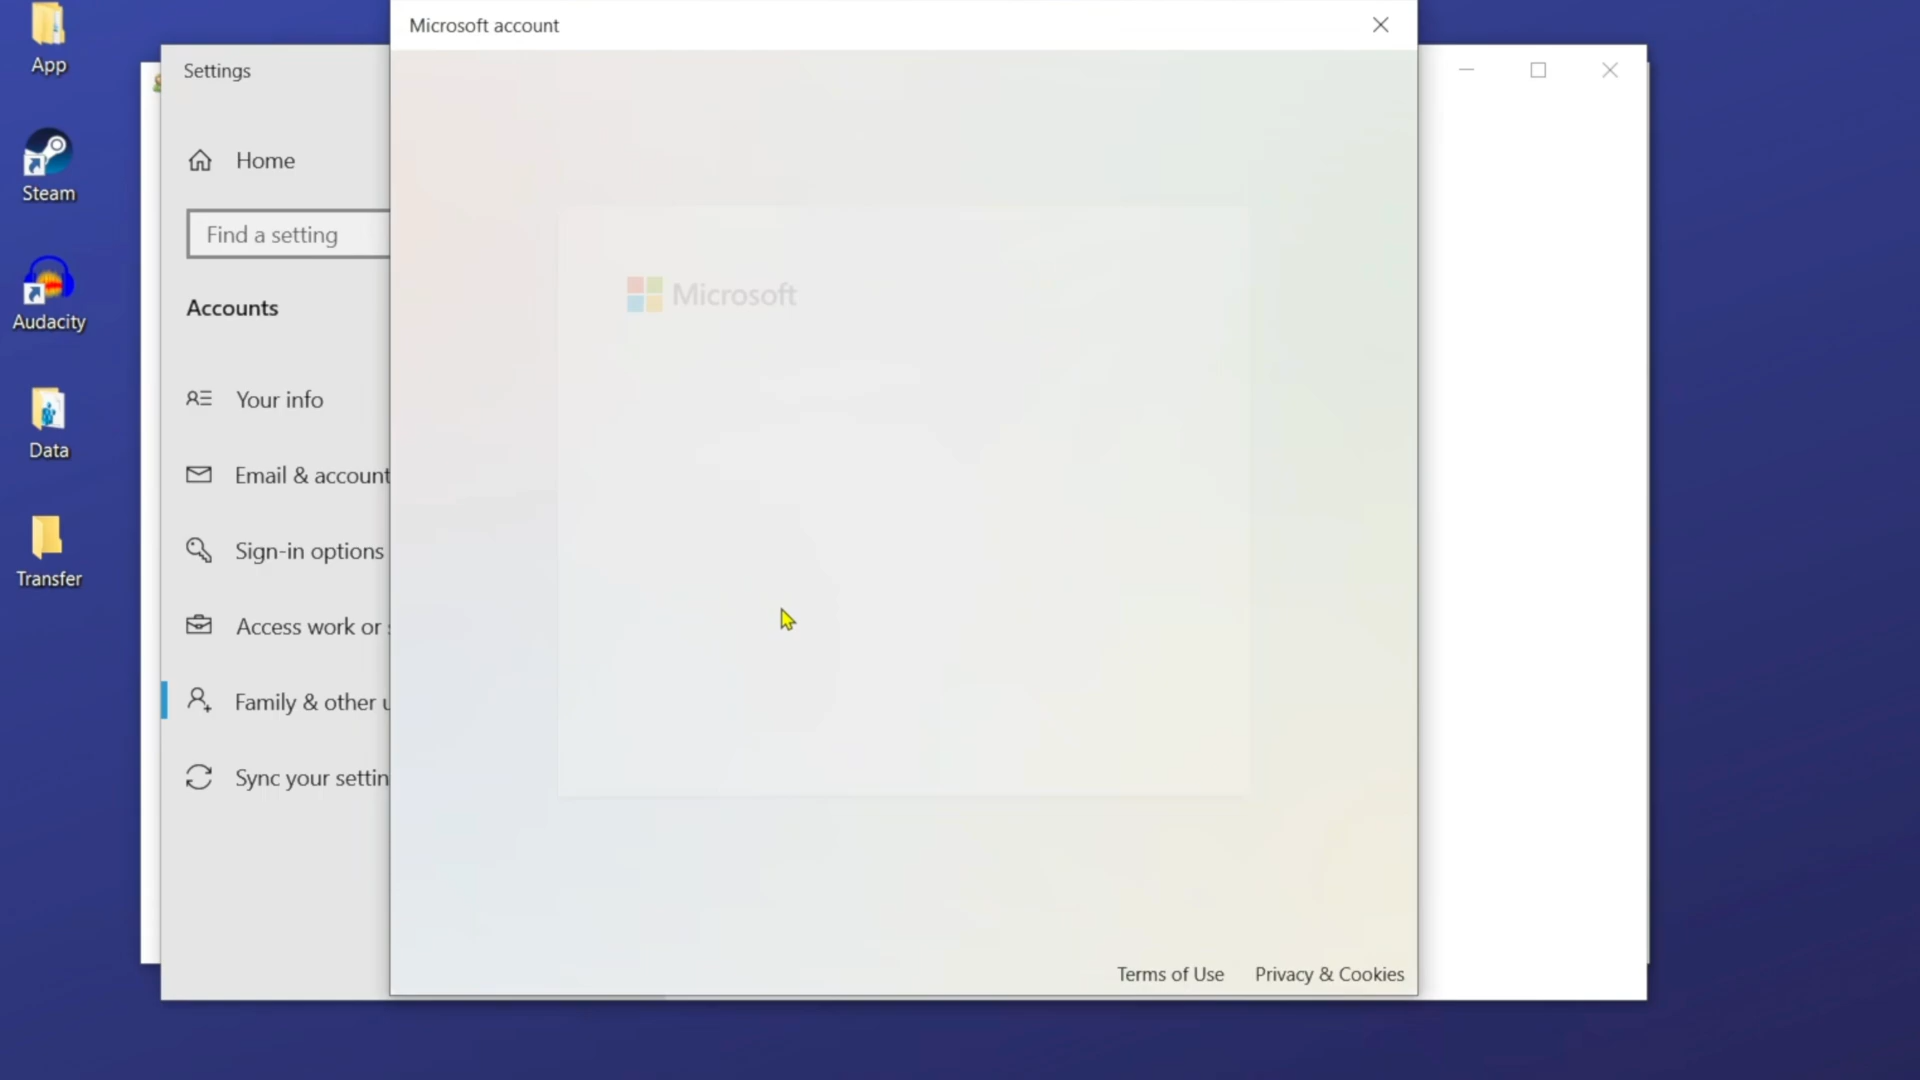 App
Steam
Audacity
Data
Transfer
Settings
Home
Find a setting
Accounts
Your info
Email & account
Sign-in options
Access work or
Family & other u
Sync your settin
Microsoft account
Microsoft
Terms of Use
Privacy & Cookies